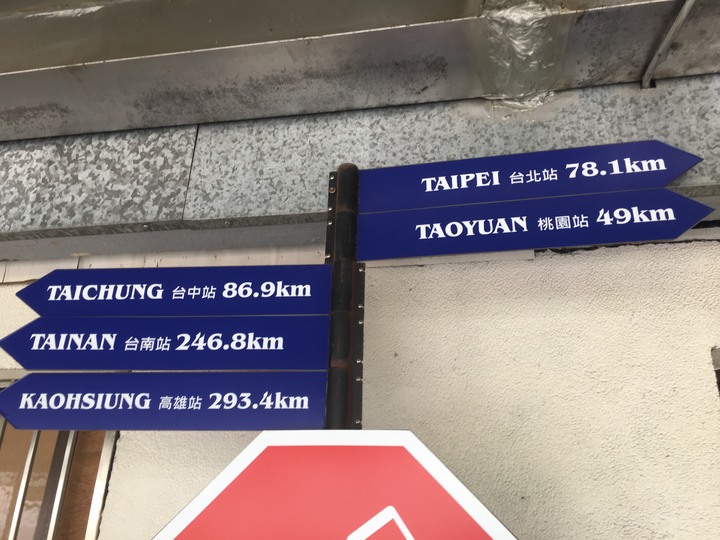 TAIPEI 台北站 78.1km
TAOYUAN 桃園站 49km
TAICHUNG 台中站 86.9km
TAINAN 台南站 246.8km
KAOHSIUNG 高雄站 293.4km